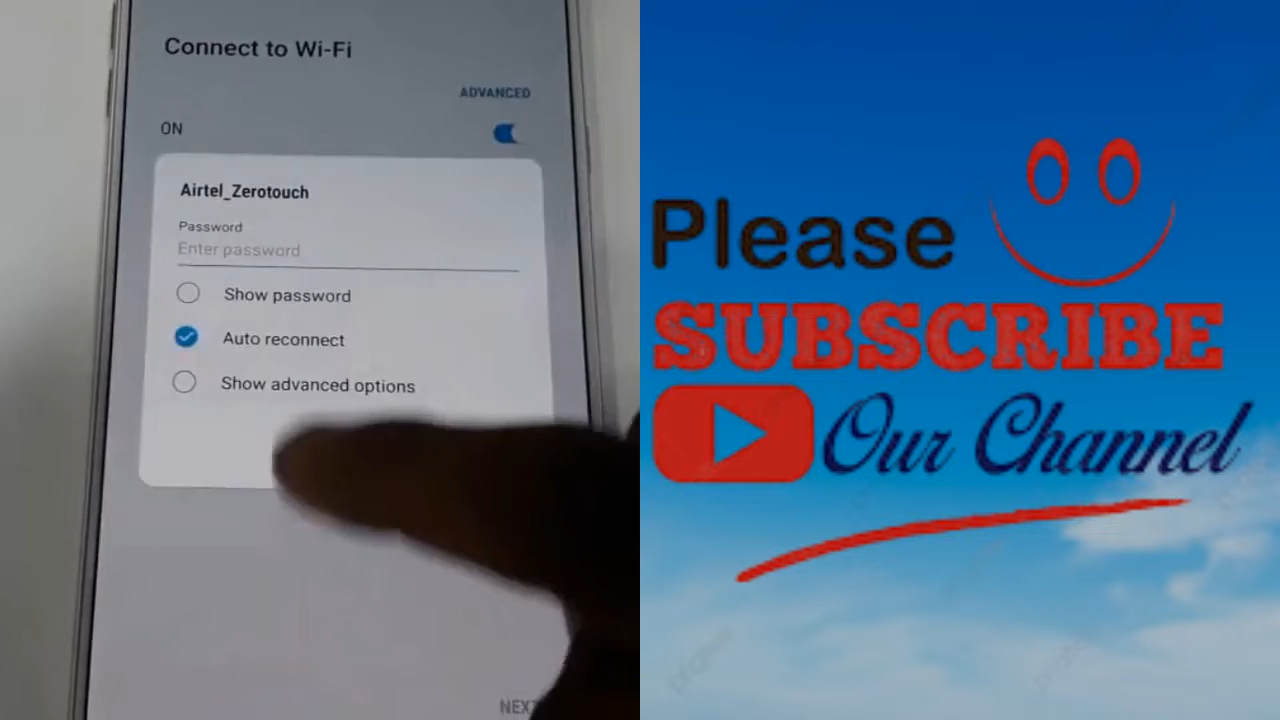 Connect to Wi-Fi
ADVANCED
ON
Airtel_Zerotouch
Password
Enter password
Show password
Auto reconnect
Show advanced options
NEXT
Please
SUBSCRIBE
Our Channel